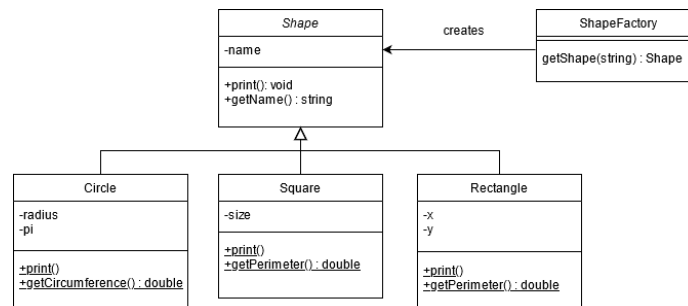 Shape
-name
+print(): void
+getName() : string
creates
ShapeFactory
getShape(string) : Shape
Circle
-radius
-pi
+print()
+getCircumference() : double
Square
-size
+print()
+getPerimeter() : double
Rectangle
-x
-y
+print()
+getPerimeter() : double